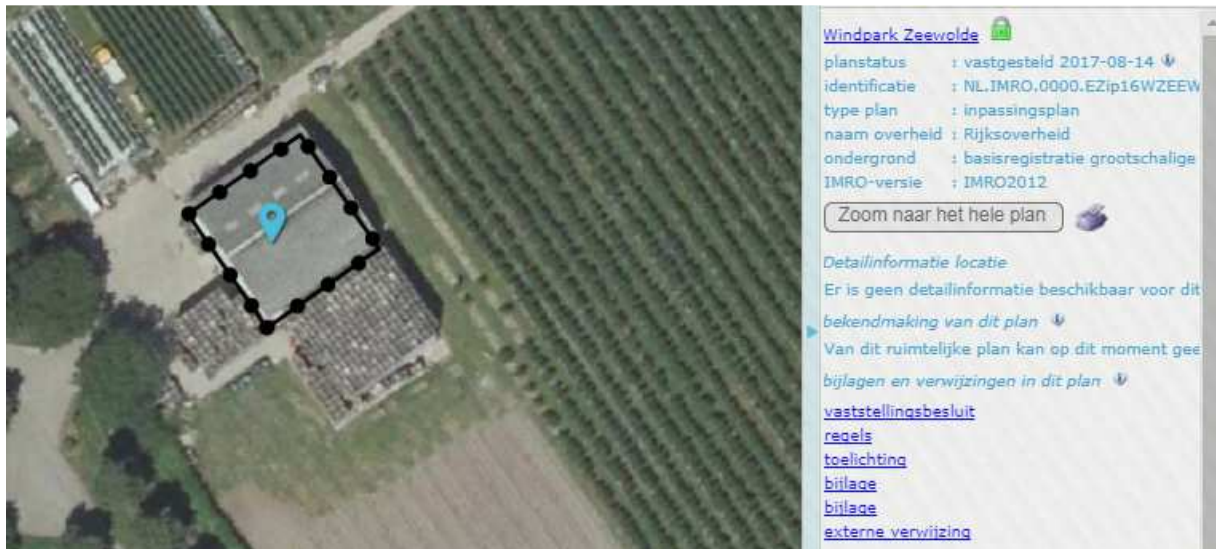 Windpark Zeewolde
planstatus : vastgesteld 2017-08-14
identificatie : NL.IMRO.0000.EZip16WZEEW
type plan : inpassingsplan
naam overheid : Rijksoverheid
ondergrond : basisregistratie grootschalige
IMRO-versie : IMRO2012
Zoom naar het hele plan
Detailinformatie locatie
Er is geen detailinformatie beschikbaar voor dit
bekendmaking van dit plan
Van dit ruimtelijke plan kan op dit moment gee
bijlagen en verwijzingen in dit plan
vaststellingsbesluit
regels
toelichting
bijlage
bijlage
externe verwijzing